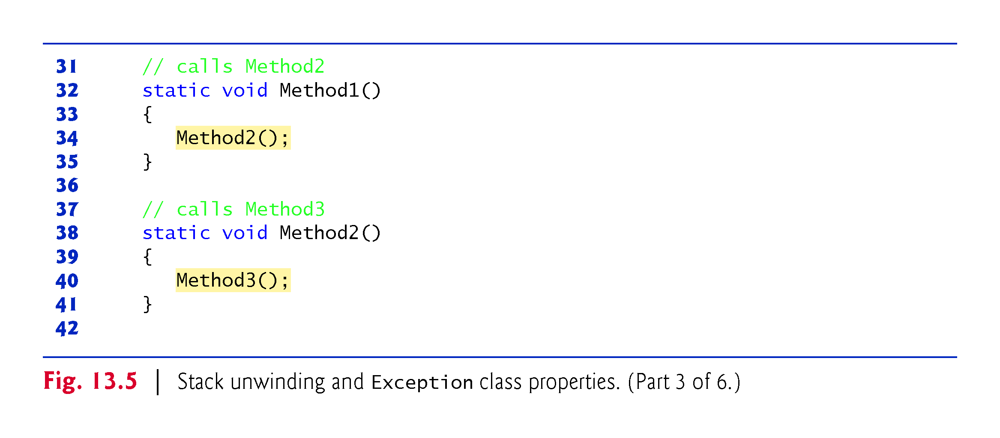 31 // calls Method2
32 static void Method1()
33 {
34 Method2();
35 }
36
37 // calls Method3
38 static void Method2()
39 {
40 Method3();
41 }
42
Fig. 13.5 | Stack unwinding and Exception class properties. (Part 3 of 6.)